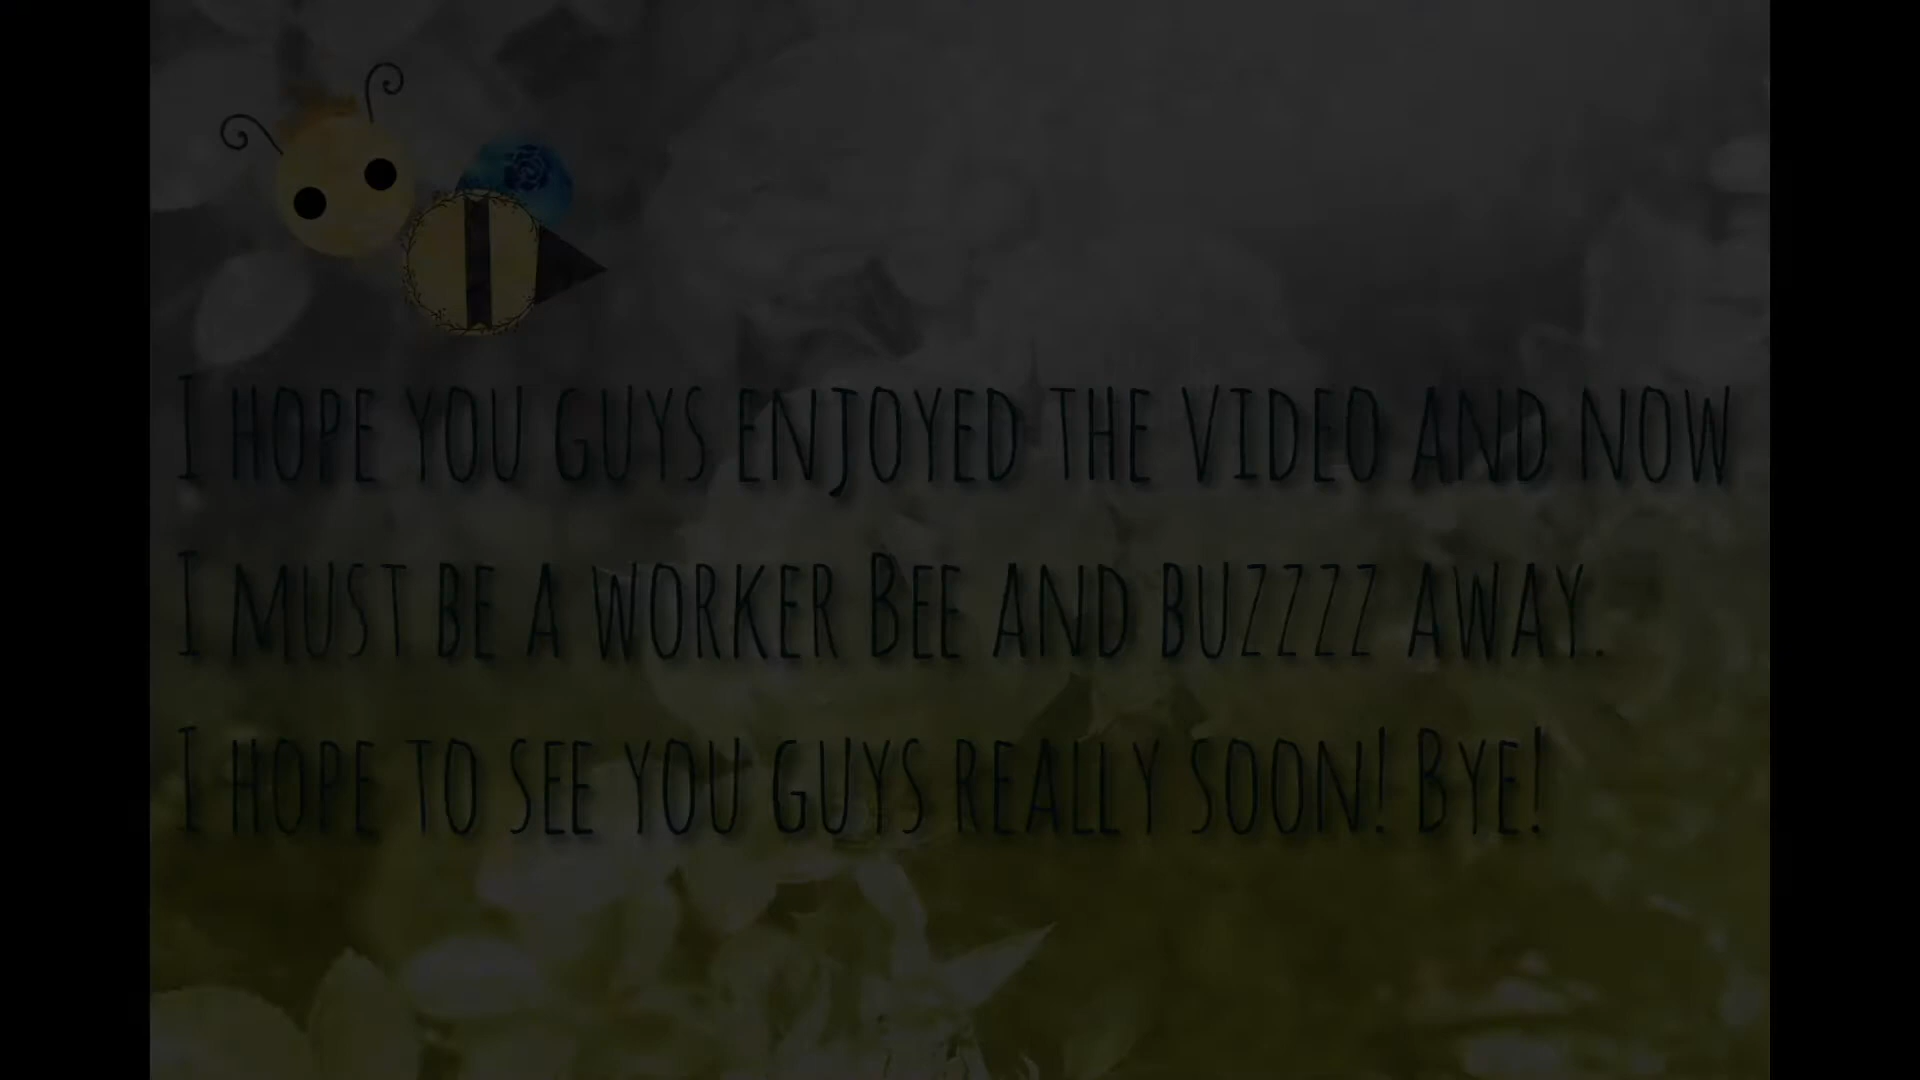 I hope you guys enjoyed the video and now
I must be a worker Bee and buzzzz away.
I hope to see you guys really soon! Bye!